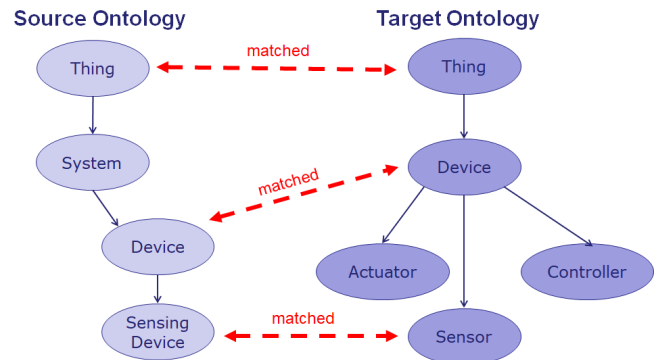 Source Ontology
Target Ontology
matched
Thing
Thing
System
matched
Device
Device
Actuator
Controller
Sensing
Device
matched
Sensor